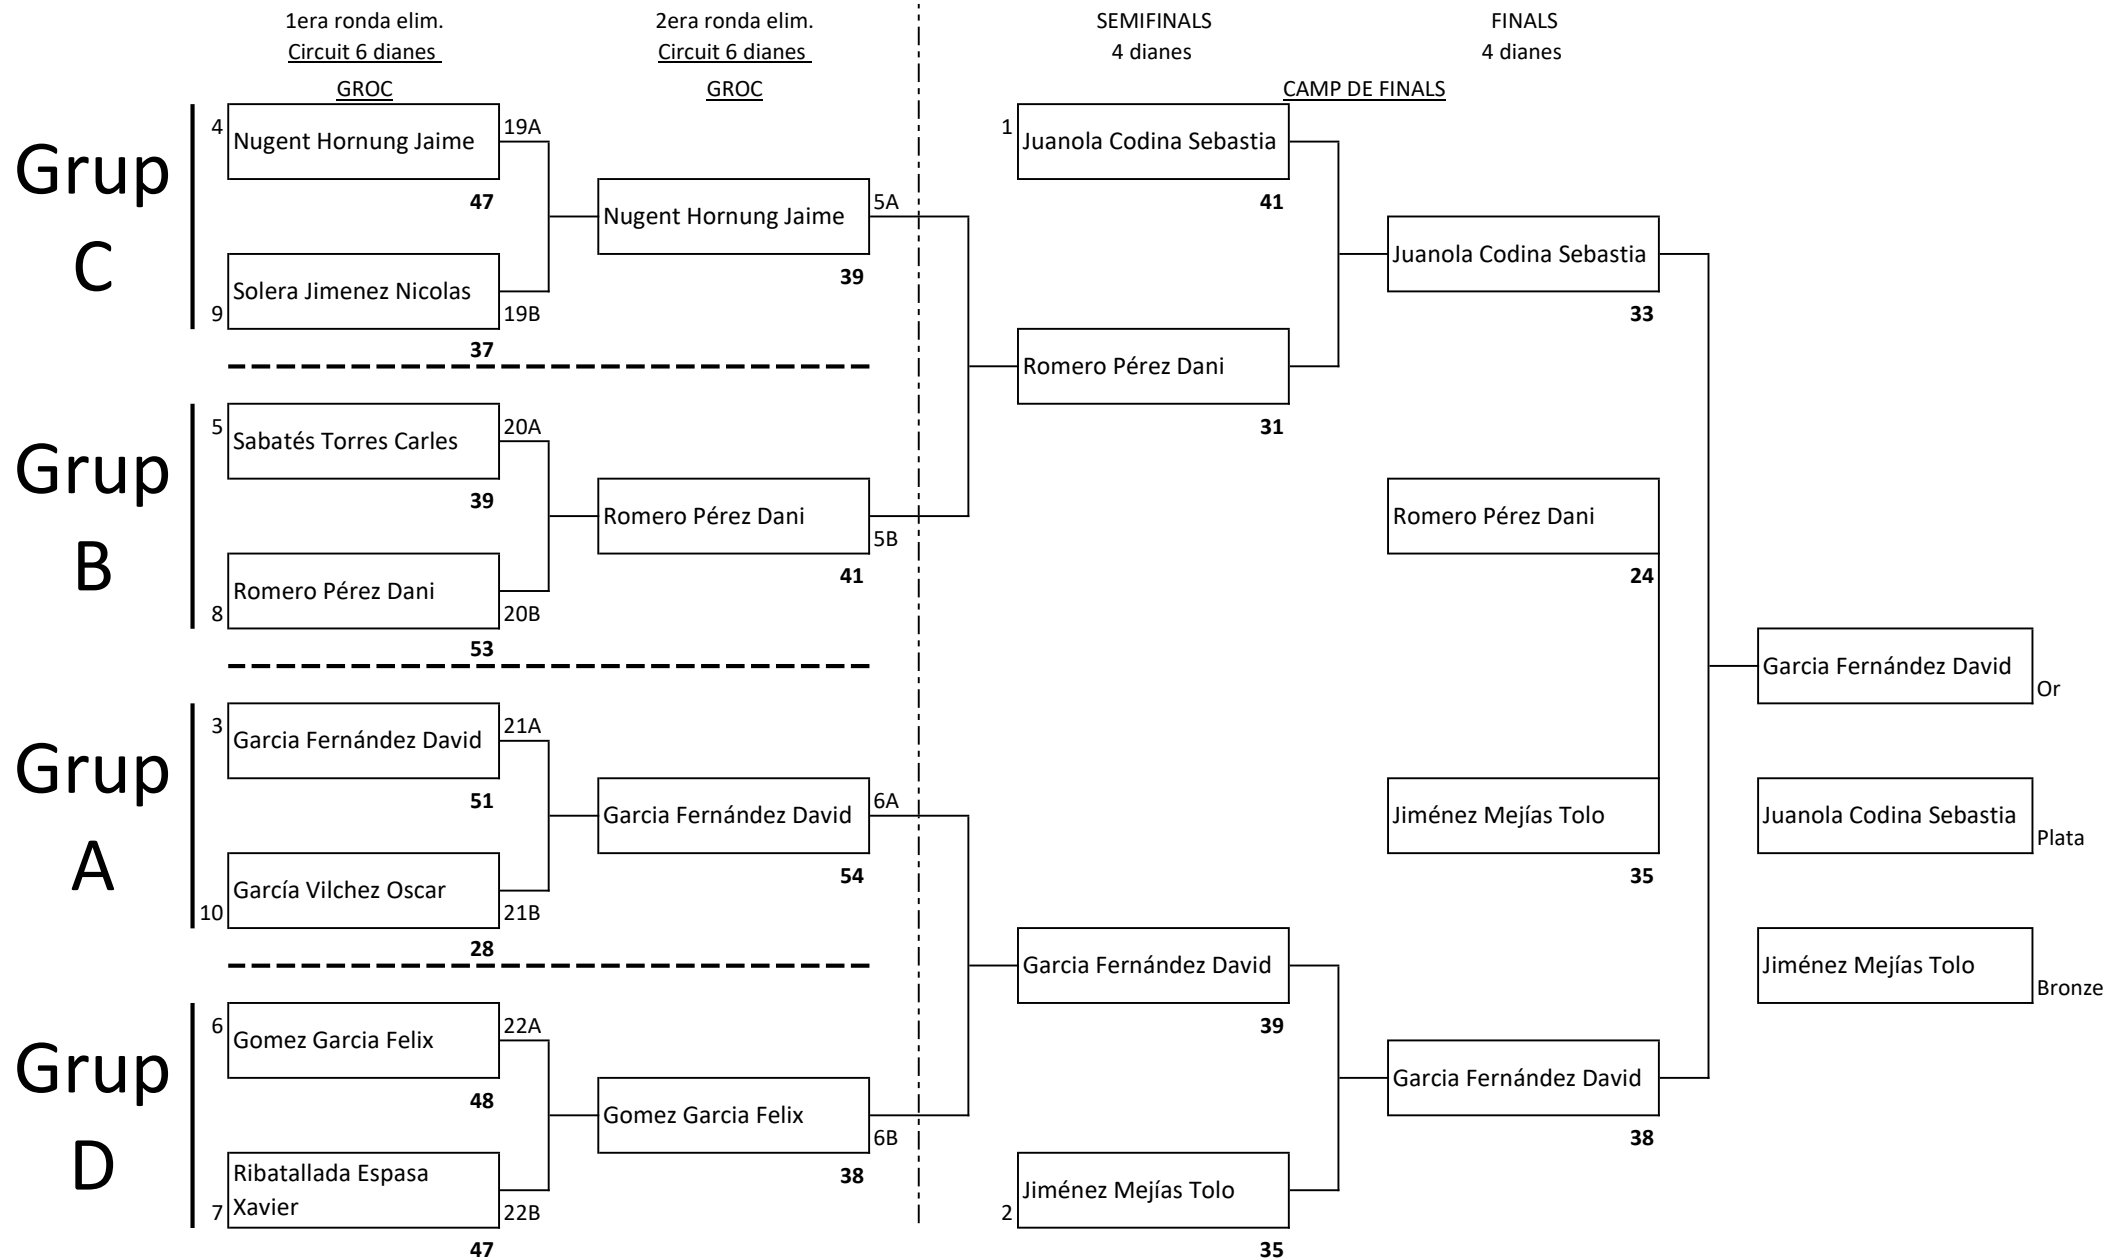 1era ronda elim.
Circuit 6 dianes
GROC
2era ronda elim.
Circuit 6 dianes
GROC
SEMIFINALS
4 dianes
FINALS
4 dianes
CAMP DE FINALS
Grup
C
4
Nugent Hornung Jaime
19A
47
9
Solera Jimenez Nicolas
19B
37
Nugent Hornung Jaime
5A
39
Grup
B
5
Sabatés Torres Carles
20A
39
8
Romero Pérez Dani
20B
53
Romero Pérez Dani
5B
41
Grup
A
3
Garcia Fernández David
21A
51
10
García Vilchez Oscar
21B
28
Garcia Fernández David
6A
54
Grup
D
6
Gomez Garcia Felix
22A
48
7
Ribatallada Espasa
Xavier
22B
47
Gomez Garcia Felix
6B
38
1
Juanola Codina Sebastia
41
Romero Pérez Dani
31
Garcia Fernández David
39
2
Jiménez Mejías Tolo
35
Juanola Codina Sebastia
33
Romero Pérez Dani
24
Jiménez Mejías Tolo
35
Garcia Fernández David
38
Garcia Fernández David
Or
Juanola Codina Sebastia
Plata
Jiménez Mejías Tolo
Bronze